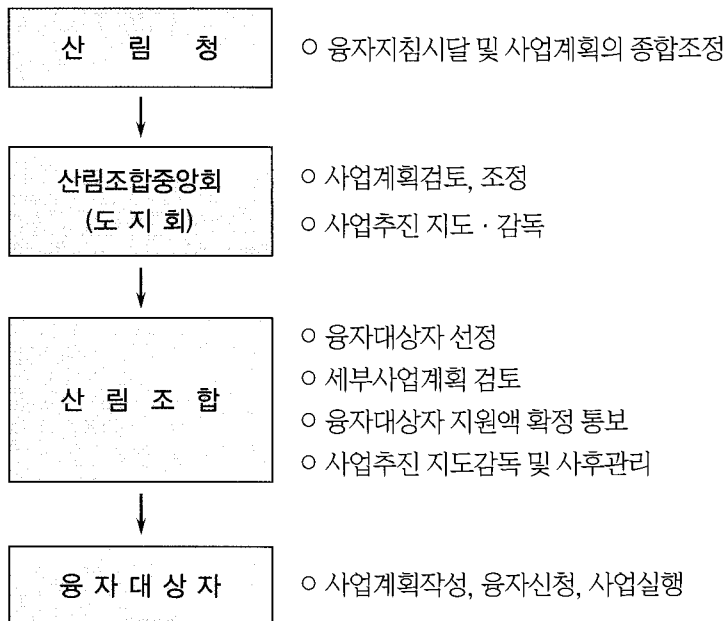 산 림 청
○ 융자지침시달 및 사업계획의 종합조정
산림조합중앙회
(도 지 회)
○ 사업계획검토, 조정
○ 사업추진 지도 · 감독
산 림 조 합
○ 융자대상자 선정
○ 세부사업계획 검토
○ 융자대상자 지원액 확정 통보
○ 사업추진 지도감독 및 사후관리
융 자 대 상 자
○ 사업계획작성, 융자신청, 사업실행